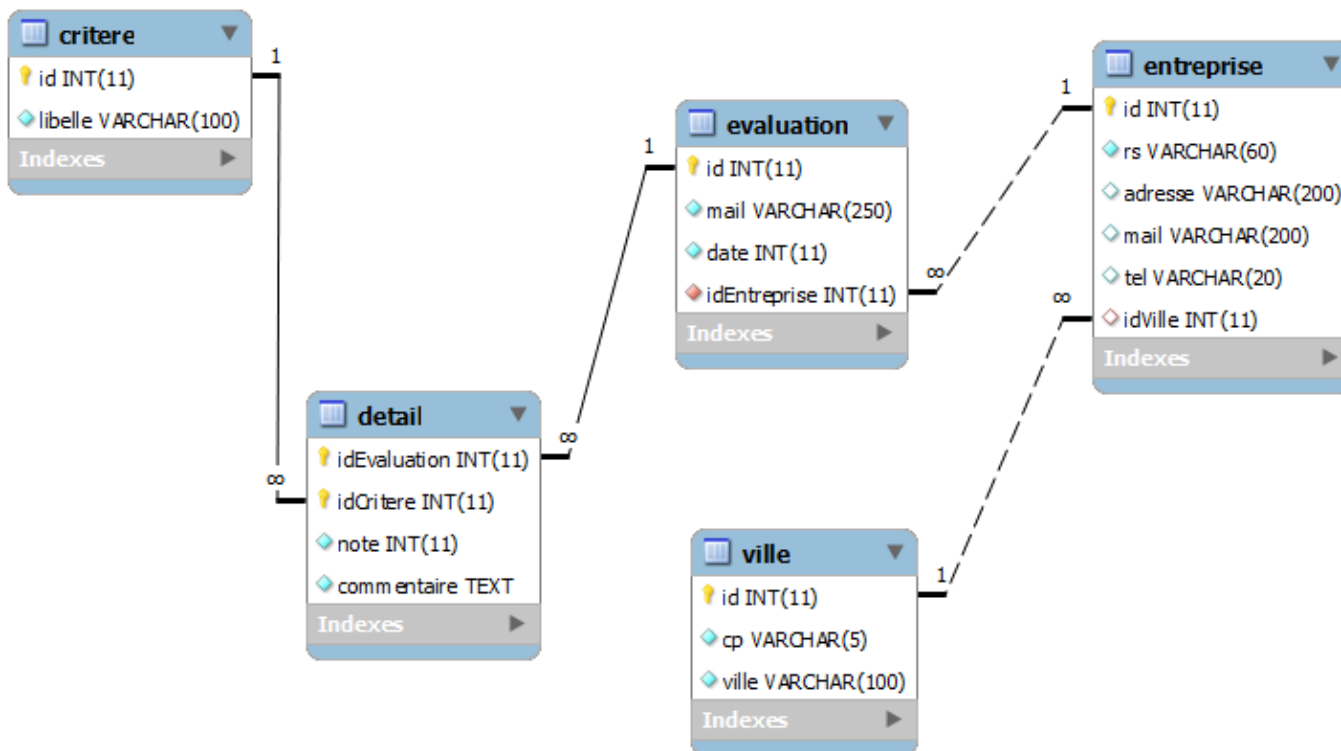 critere
id INT(11)
libelle VARCHAR(100)
Indexes
1
∞
detail
idEvaluation INT(11)
idCritere INT(11)
note INT(11)
commentaire TEXT
Indexes
∞
1
evaluation
id INT(11)
mail VARCHAR(250)
date INT(11)
idEntreprise INT(11)
Indexes
∞
1
entreprise
id INT(11)
rs VARCHAR(60)
adresse VARCHAR(200)
mail VARCHAR(200)
tel VARCHAR(20)
idVille INT(11)
Indexes
∞
1
ville
id INT(11)
cp VARCHAR(5)
ville VARCHAR(100)
Indexes